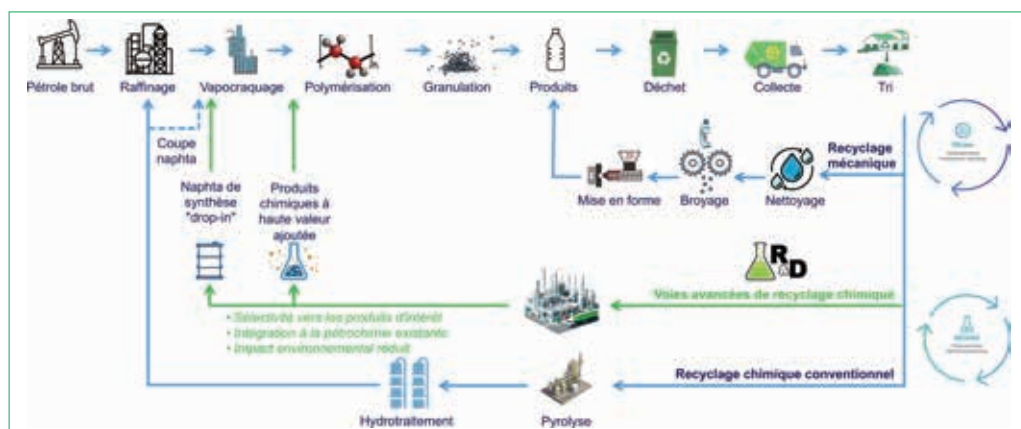 Pétrole brut
Raffinage
Vapocraquage
Polymérisation
Granulation
Produits
Déchet
Collecte
Tri
Coupe
naphta
Recyclage
mécanique
Mise en forme
Broyage
Nettoyage
Naphta de
synthèse
"drop-in"
Produits
chimiques à
haute valeur
ajoutée
R&D
Voies avancées de recyclage chimique
• Sélectivité vers les produits d'intérêt
• Intégration à la pétrochimie existante
• Impact environnemental réduit
Recyclage chimique conventionnel
Hydrotraitement
Pyrolyse